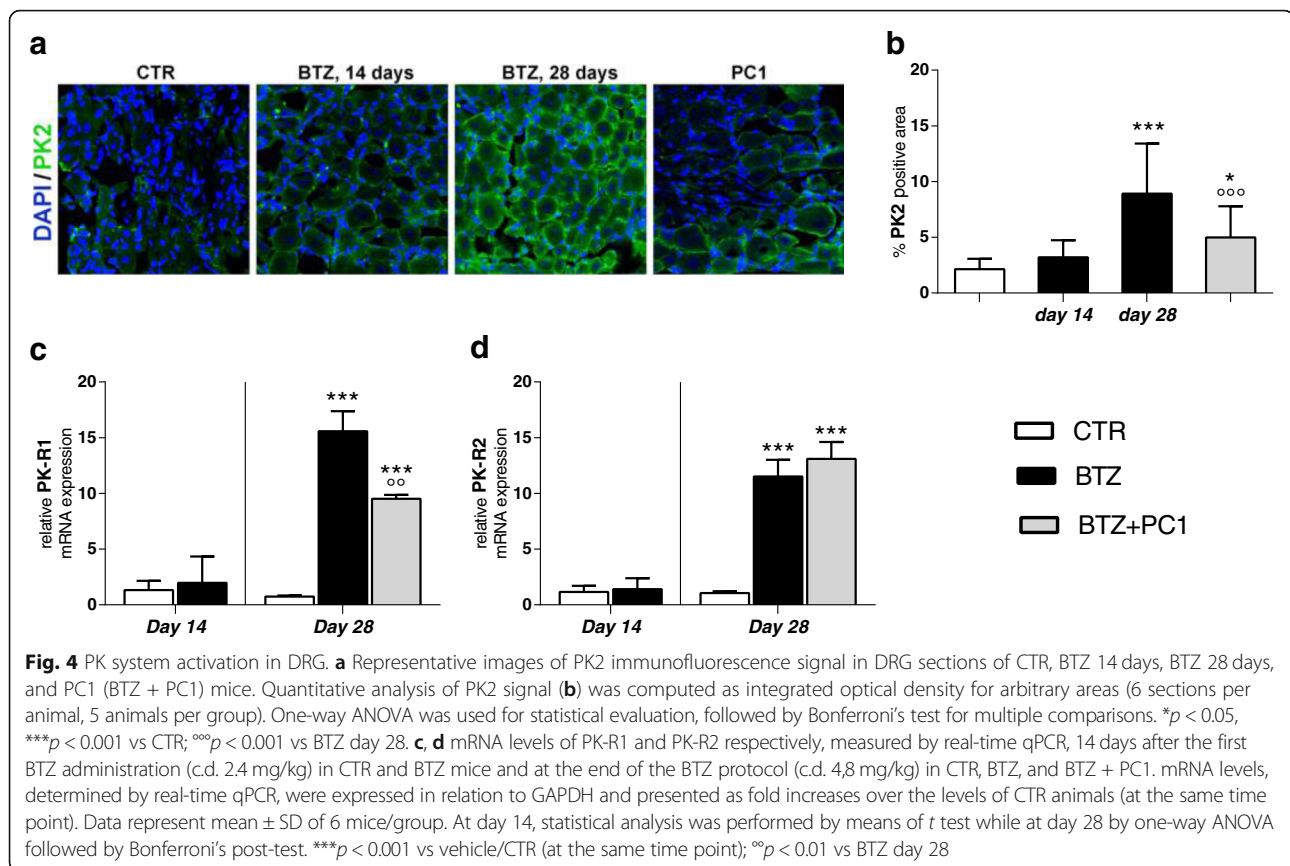 a
CTR
BTZ, 14 days
BTZ, 28 days
PC1
DAPI/PK2
b
% PK2 positive area
20
15
10
5
0
***
*
°°°
day 14
day 28
c
relative PK-R1
mRNA expression
20
15
10
5
0
***
***
°°
Day 14
Day 28
d
relative PK-R2
mRNA expression
20
15
10
5
0
***
***
Day 14
Day 28
CTR
BTZ
BTZ+PC1
Fig. 4 PK system activation in DRG. a Representative images of PK2 immunofluorescence signal in DRG sections of CTR, BTZ 14 days, BTZ 28 days,
and PC1 (BTZ + PC1) mice. Quantitative analysis of PK2 signal (b) was computed as integrated optical density for arbitrary areas (6 sections per
animal, 5 animals per group). One-way ANOVA was used for statistical evaluation, followed by Bonferroni’s test for multiple comparisons. *p < 0.05,
***p < 0.001 vs CTR; °°°p < 0.001 vs BTZ day 28. c, d mRNA levels of PK-R1 and PK-R2 respectively, measured by real-time qPCR, 14 days after the first
BTZ administration (c.d. 2.4 mg/kg) in CTR and BTZ mice and at the end of the BTZ protocol (c.d. 4,8 mg/kg) in CTR, BTZ, and BTZ + PC1. mRNA levels,
determined by real-time qPCR, were expressed in relation to GAPDH and presented as fold increases over the levels of CTR animals (at the same time
point). Data represent mean ± SD of 6 mice/group. At day 14, statistical analysis was performed by means of t test while at day 28 by one-way ANOVA
followed by Bonferroni’s post-test. ***p < 0.001 vs vehicle/CTR (at the same time point); °°p < 0.01 vs BTZ day 28